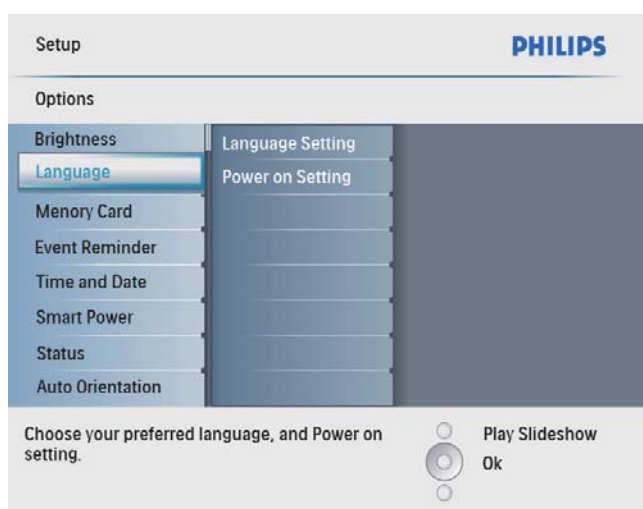 Setup
PHILIPS
Options
Brightness
Language
Menory Card
Event Reminder
Time and Date
Smart Power
Status
Auto Orientation
Language Setting
Power on Setting
Choose your preferred language, and Power on
setting.
Play Slideshow
Ok